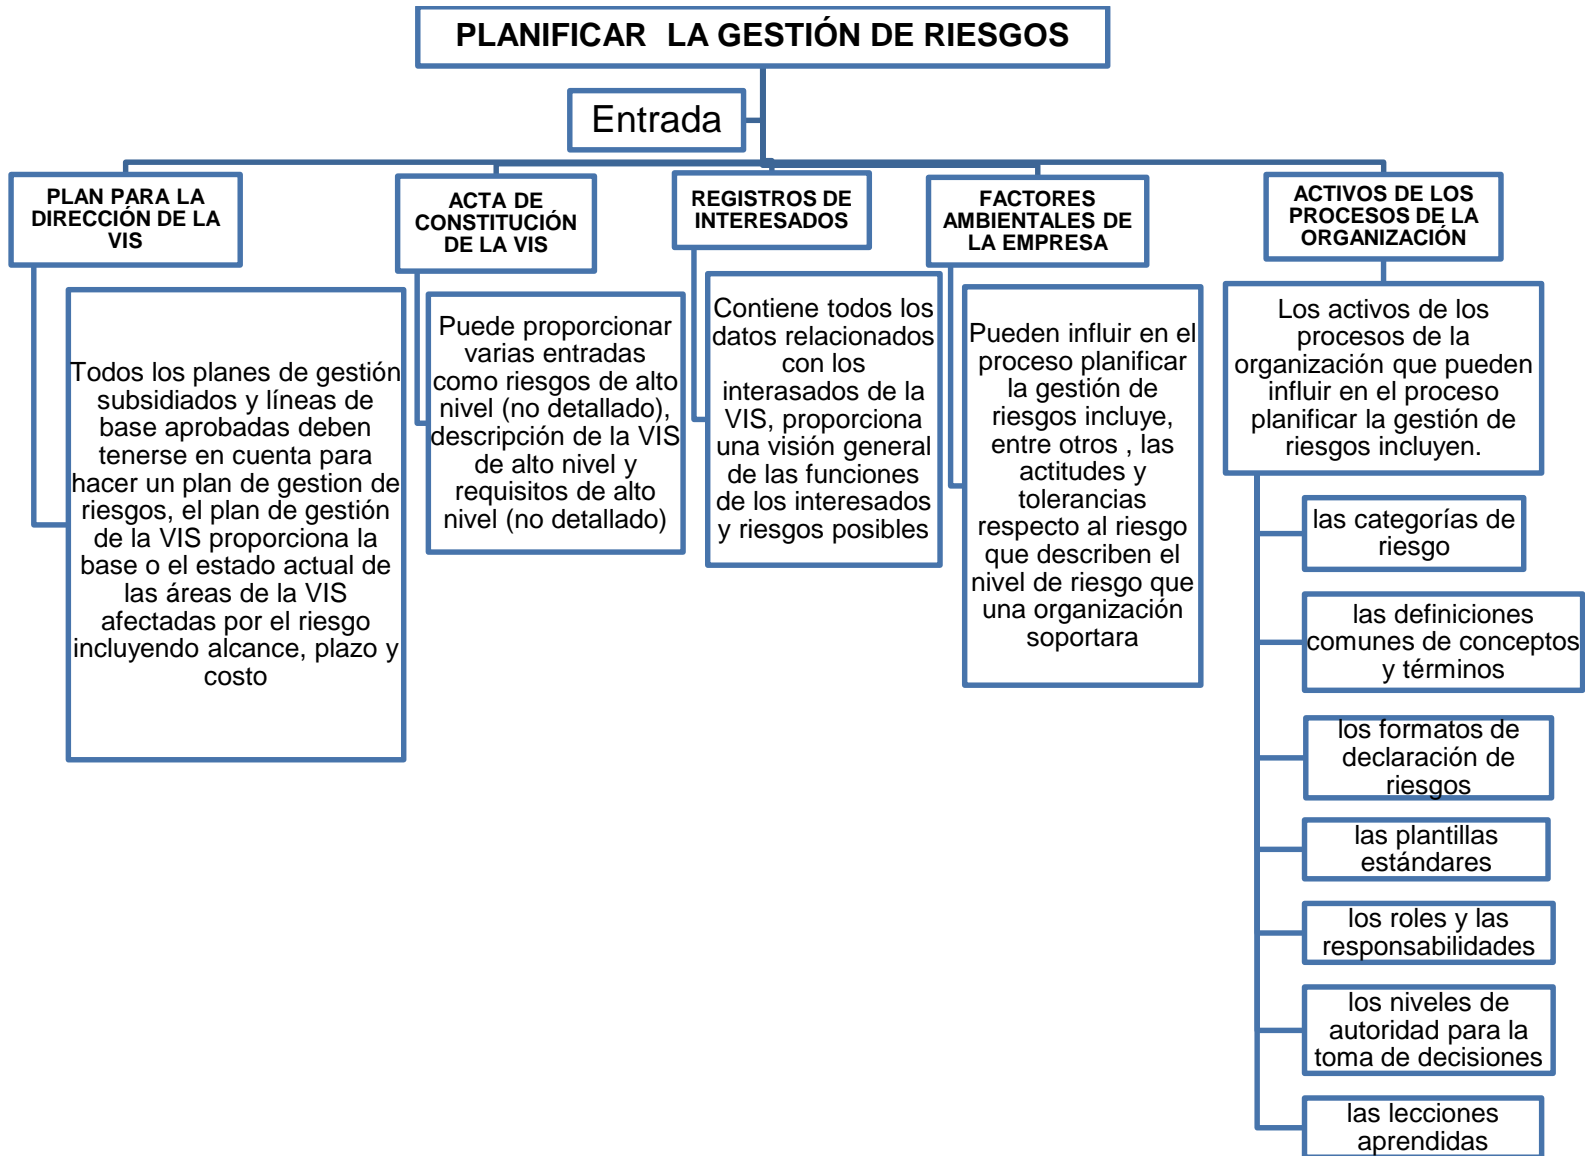 PLANIFICAR LA GESTIÓN DE RIESGOS
Entrada
PLAN PARA LA
DIRECCIÓN DE LA
VIS
Todos los planes de gestión
subsidiados y líneas de
base aprobadas deben
tenerse en cuenta para
hacer un plan de gestion de
riesgos, el plan de gestión
de la VIS proporciona la
base o el estado actual de
las áreas de la VIS
afectadas por el riesgo
incluyendo alcance, plazo y
costo
ACTA DE
CONSTITUCIÓN
DE LA VIS
Puede proporcionar
varias entradas
como riesgos de alto
nivel (no detallado),
descripción de la VIS
de alto nivel y
requisitos de alto
nivel (no detallado)
REGISTROS DE
INTERESADOS
Contiene todos los
datos relacionados
con los
interasados de la
VIS, proporciona
una visión general
de las funciones
de los interesados
y riesgos posibles
FACTORES
AMBIENTALES DE
LA EMPRESA
Pueden influir en el
proceso planificar
la gestión de
riesgos incluye,
entre otros , las
actitudes y
tolerancias
respecto al riesgo
que describen el
nivel de riesgo que
una organización
soportara
ACTIVOS DE LOS
PROCESOS DE LA
ORGANIZACIÓN
Los activos de los
procesos de la
organización que pueden
influir en el proceso
planificar la gestión de
riesgos incluyen.
las categorías de
riesgo
las definiciones
comunes de conceptos
y términos
los formatos de
declaración de
riesgos
las plantillas
estándares
los roles y las
responsabilidades
los niveles de
autoridad para la
toma de decisiones
las lecciones
aprendidas